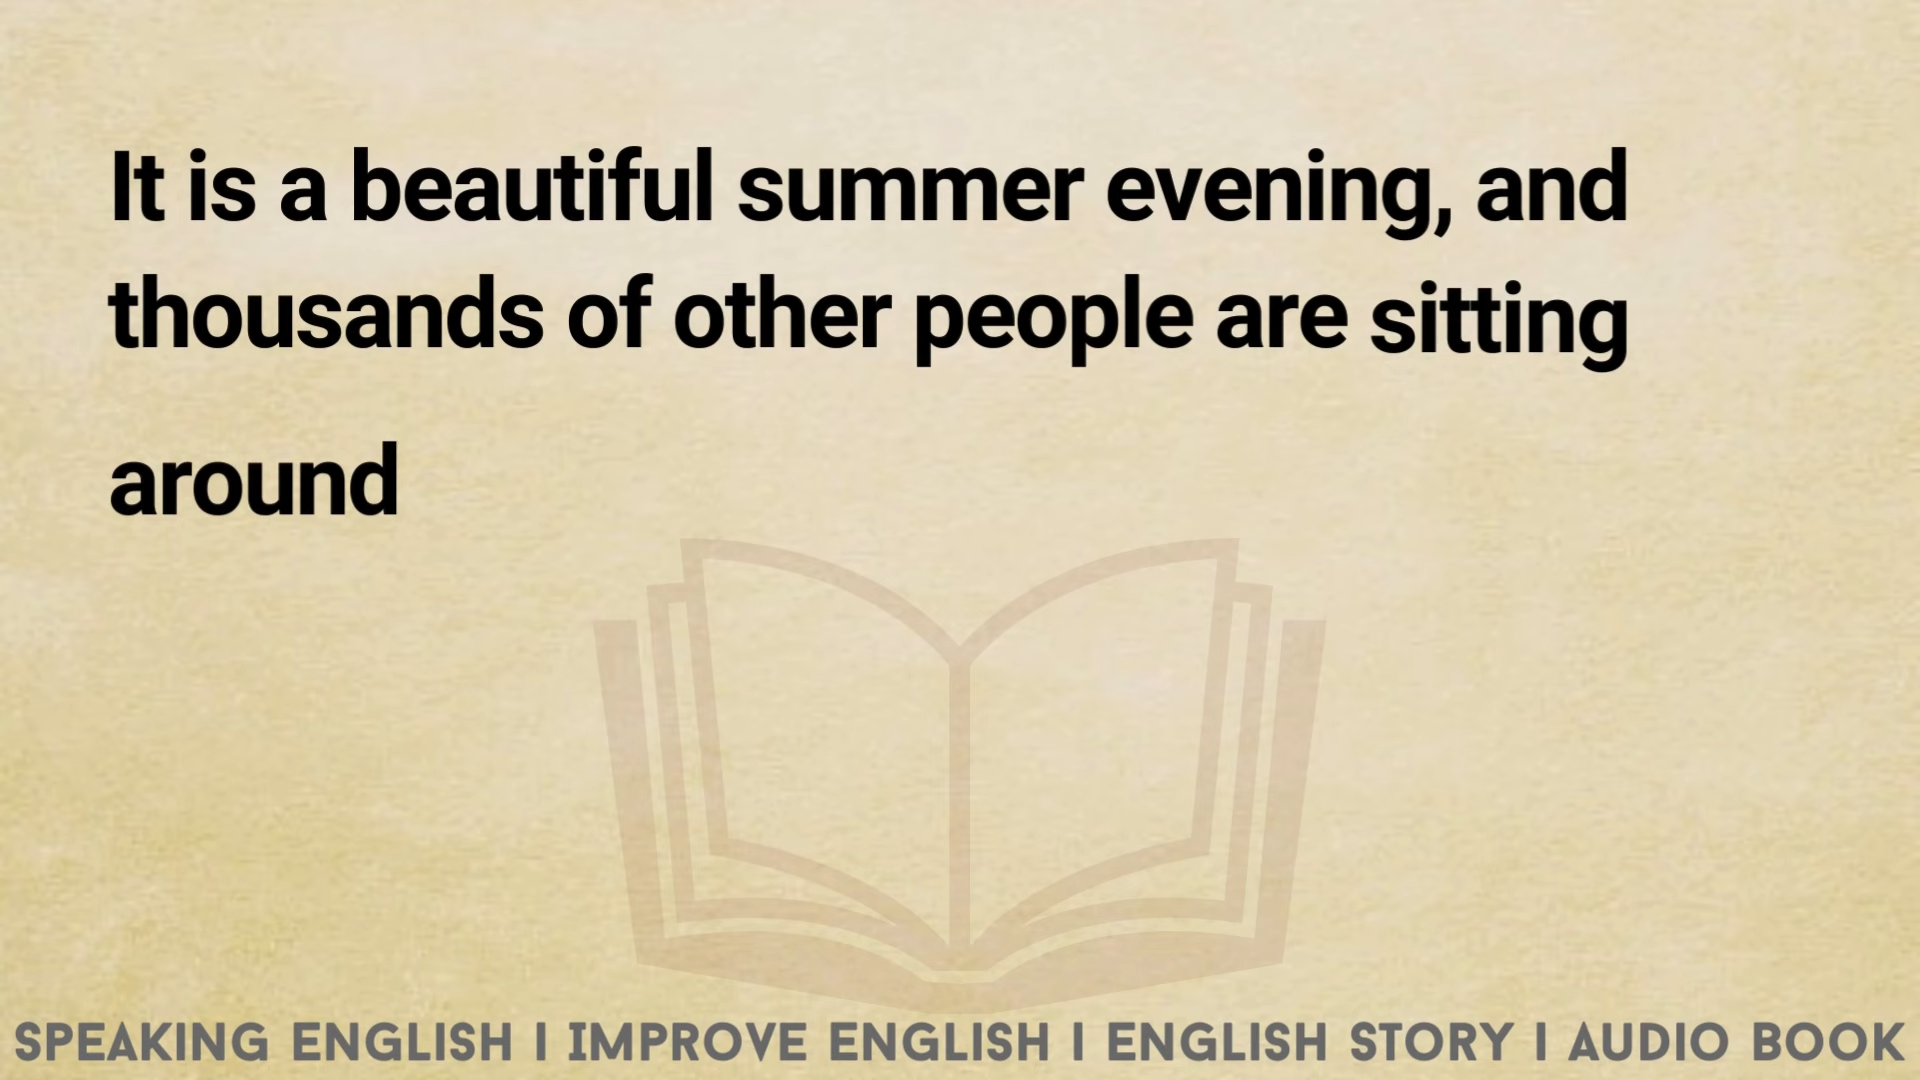 It is a beautiful summer evening, and
thousands of other people are sitting
around
SPEAKING ENGLISH I IMPROVE ENGLISH I ENGLISH STORY I AUDIO BOOK